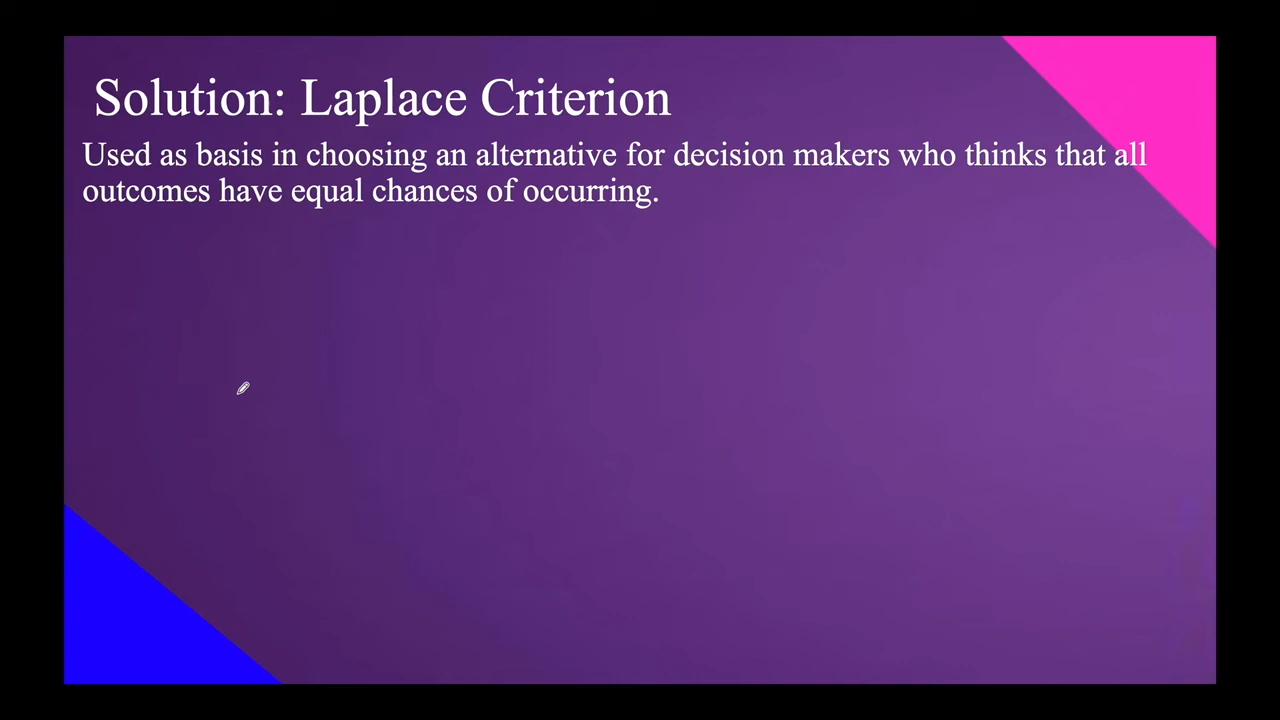 Solution: Laplace Criterion
Used as basis in choosing an alternative for decision makers who thinks that all
outcomes have equal chances of occurring.